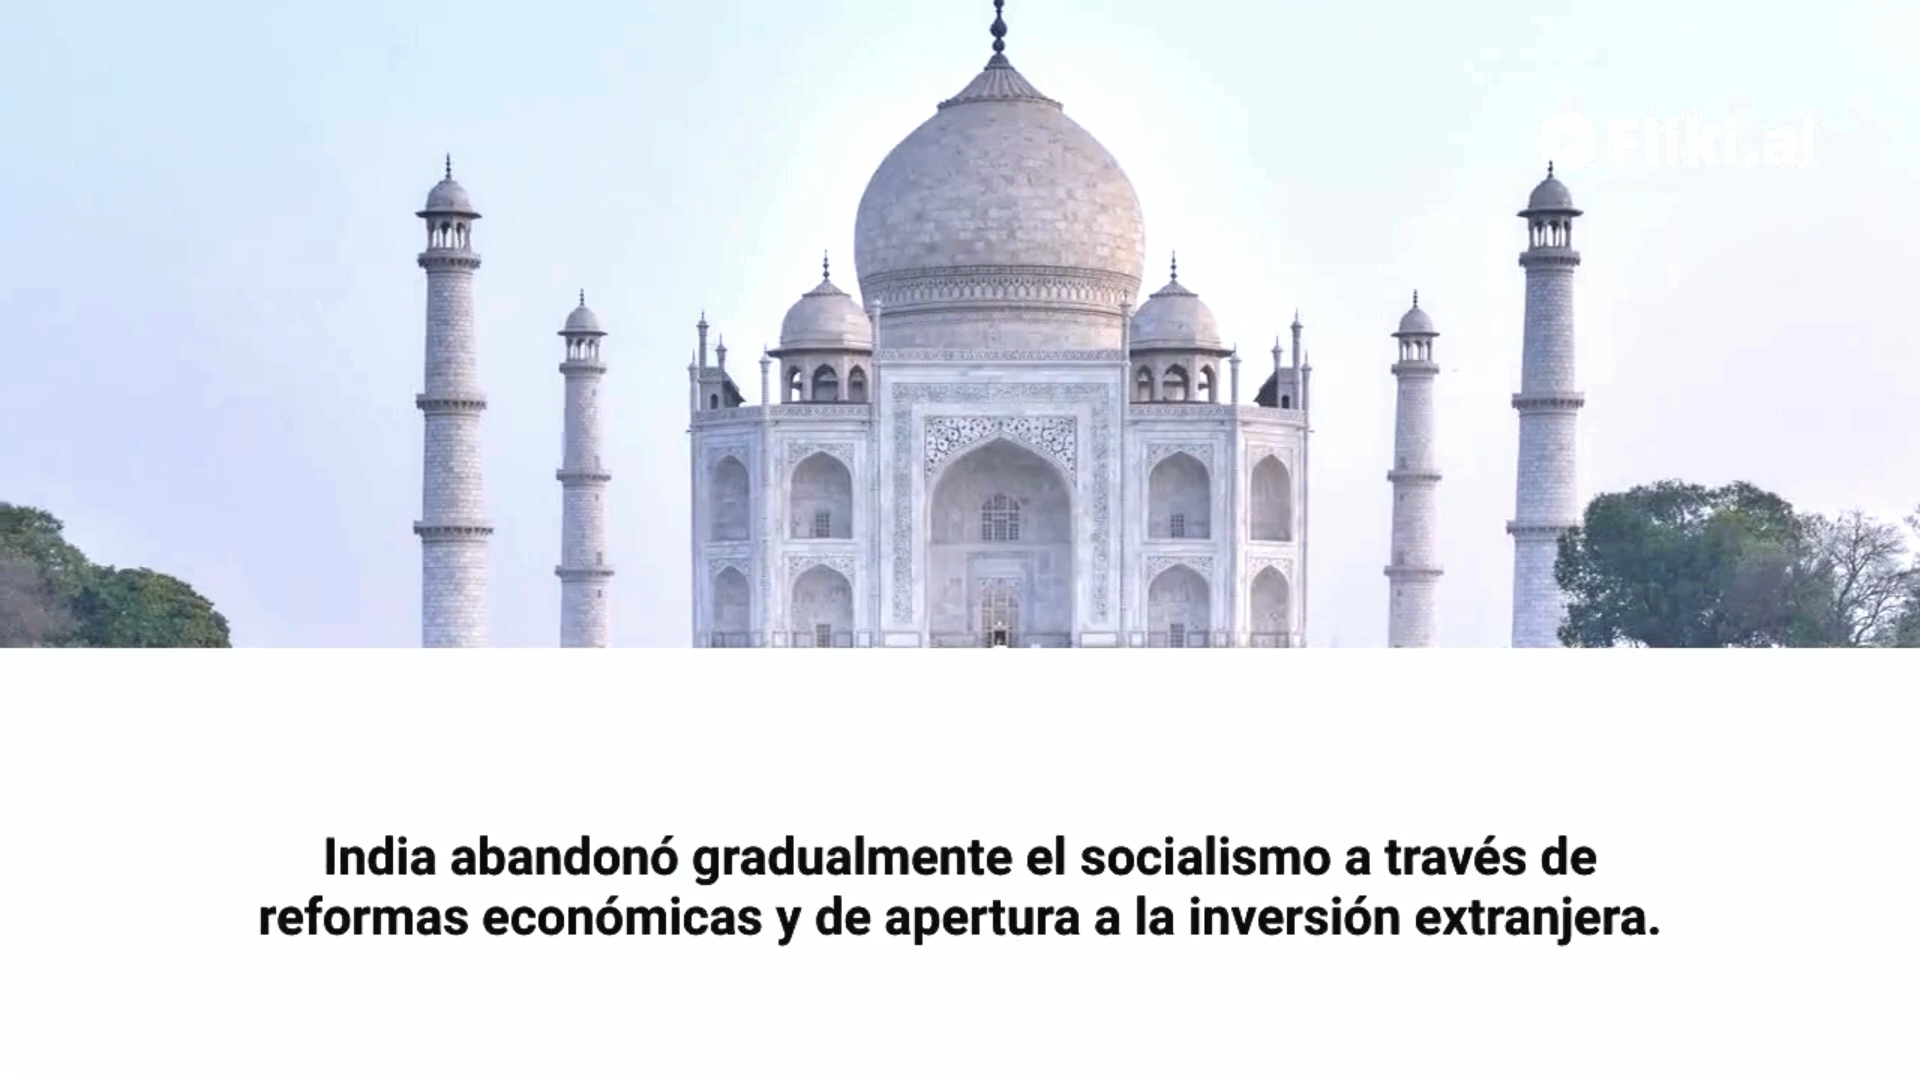 Fliki.ai
India abandonó gradualmente el socialismo a través de
reformas económicas y de apertura a la inversión extranjera.